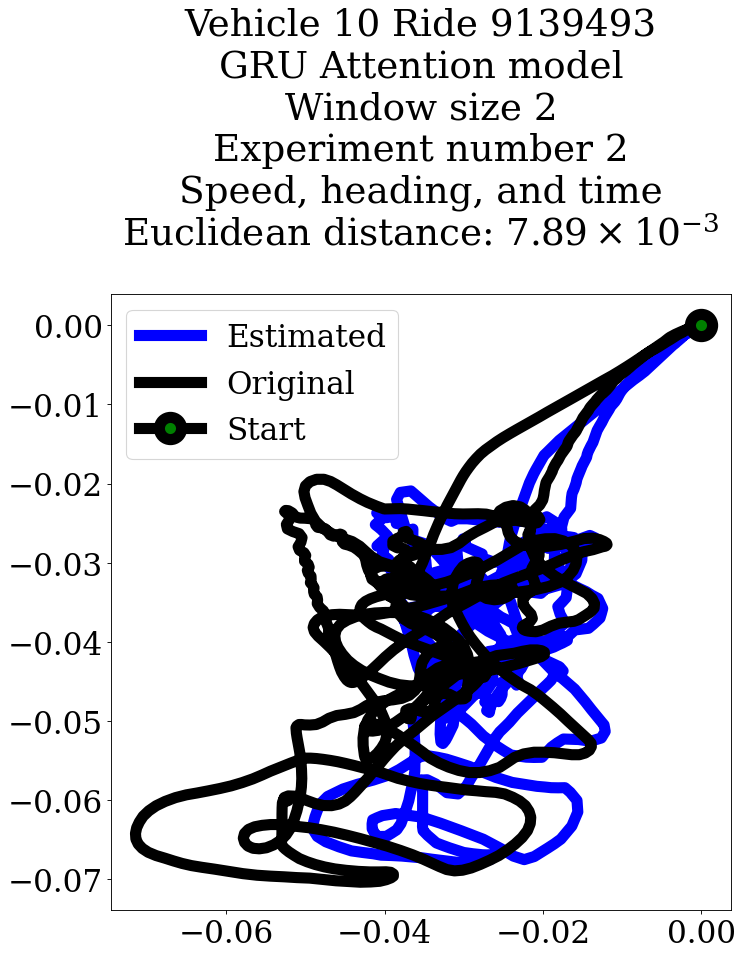 Vehicle 10 Ride 9139493
GRU Attention model
Window size 2
Experiment number 2
Speed, heading, and time
Euclidean distance: 7.89 × 10⁻³
Estimated
Original
Start
0.00
−0.01
−0.02
−0.03
−0.04
−0.05
−0.06
−0.07
−0.06 −0.04 −0.02 0.00